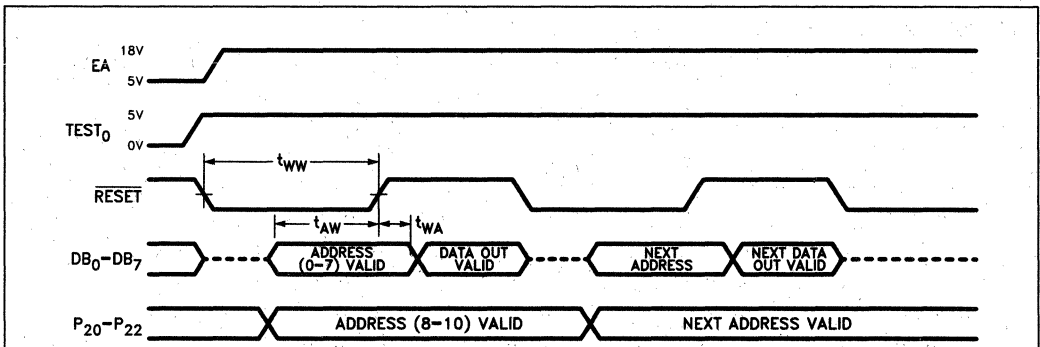 18V
EA
5V
5V
TEST0
0V
tWW
RESET
tAW
tWA
DB0-DB7
ADDRESS
(0-7) VALID
DATA OUT
VALID
NEXT
ADDRESS
NEXT DATA
OUT VALID
P20-P22
ADDRESS (8-10) VALID
NEXT ADDRESS VALID